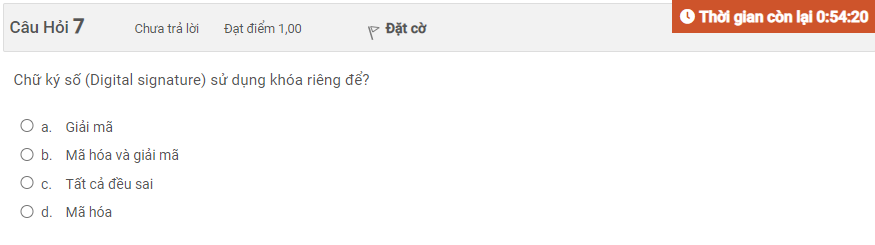 Câu Hỏi 7 Chưa trả lời Đạt điểm 1,00 Đặt cờ Thời gian còn lại 0:54:20
Chữ ký số (Digital signature) sử dụng khóa riêng để?
a. Giải mã
b. Mã hóa và giải mã
c. Tất cả đều sai
d. Mã hóa